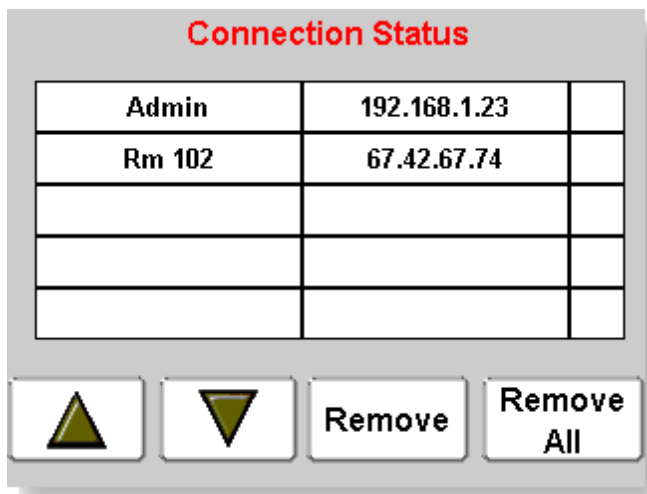 Connection Status
Admin 192.168.1.23
Rm 102 67.42.67.74
Remove
Remove
All